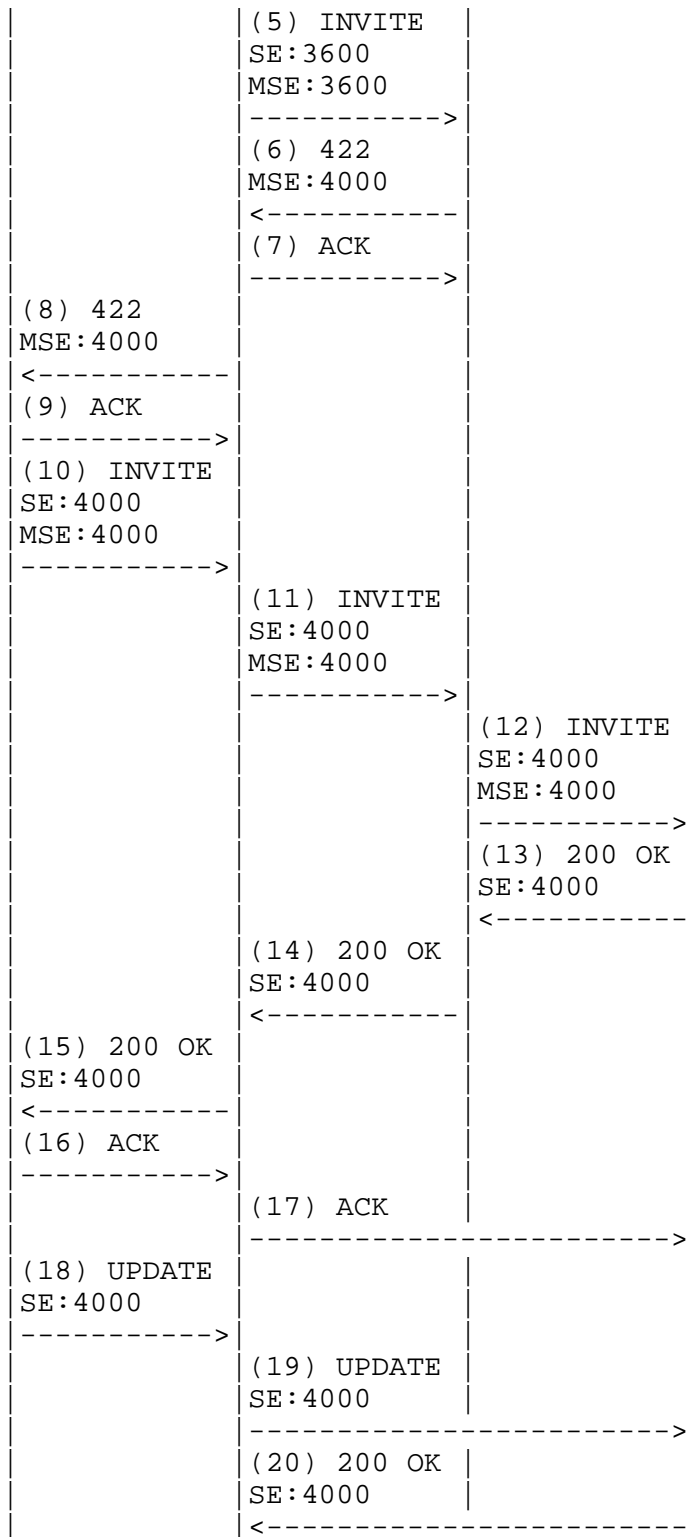 (5) INVITE
SE:3600
MSE:3600
----------->
(6) 422
MSE:4000
<-----------
(7) ACK
----------->
(8) 422
MSE:4000
<-----------
(9) ACK
----------->
(10) INVITE
SE:4000
MSE:4000
----------->
(11) INVITE
SE:4000
MSE:4000
----------->
(12) INVITE
SE:4000
MSE:4000
----------->
(13) 200 OK
SE:4000
<-----------
(14) 200 OK
SE:4000
<-----------
(15) 200 OK
SE:4000
<-----------
(16) ACK
----------->
(17) ACK
------------------------>
(18) UPDATE
SE:4000
----------->
(19) UPDATE
SE:4000
------------------------>
(20) 200 OK
SE:4000
<------------------------